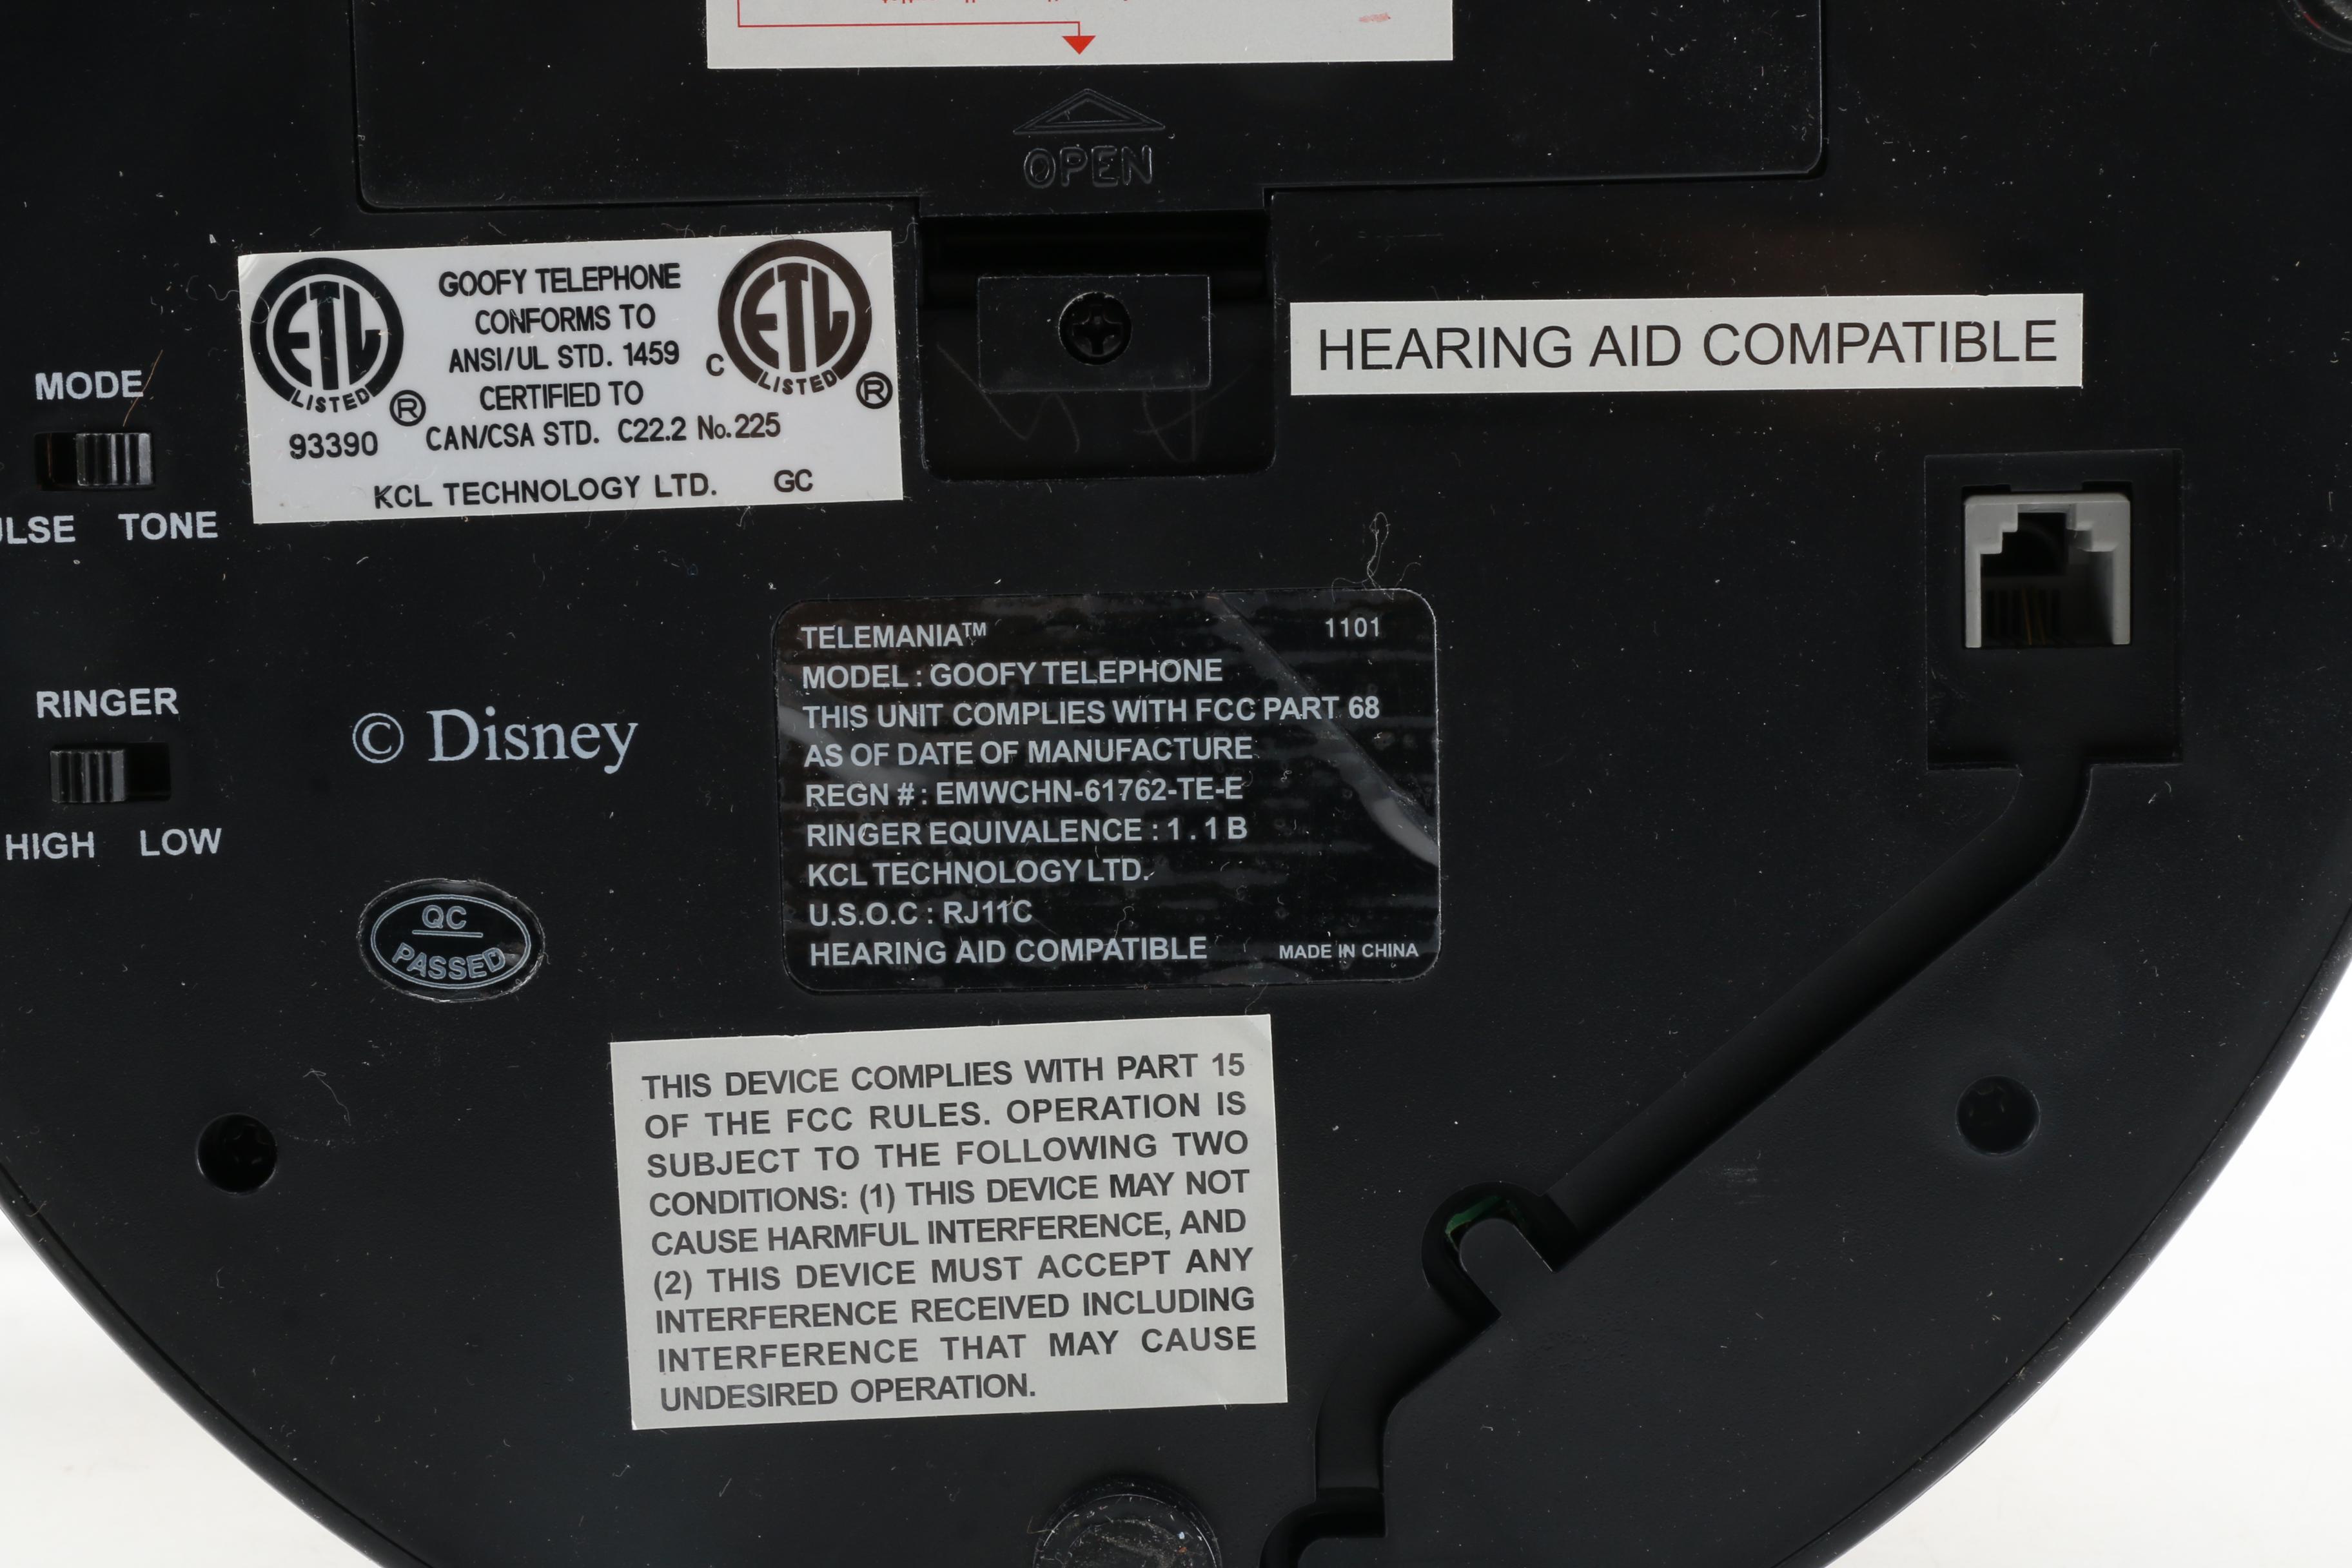 OPEN
ETL
LISTED
®
93390
GOOFY TELEPHONE
CONFORMS TO
ANSI/UL STD. 1459
CERTIFIED TO
CAN/CSA STD. C22.2 No.225
KCL TECHNOLOGY LTD. GC
C
ETL
LISTED
®
HEARING AID COMPATIBLE
MODE
TONE
RINGER
HIGH LOW
© Disney
QC
PASSED
TELEMANIA™ 1101
MODEL : GOOFY TELEPHONE
THIS UNIT COMPLIES WITH FCC PART 68
AS OF DATE OF MANUFACTURE
REGN # : EMWCHN-61762-TE-E
RINGER EQUIVALENCE : 1 . 1 B
KCL TECHNOLOGY LTD.
U.S.O.C : RJ11C
HEARING AID COMPATIBLE MADE IN CHINA
THIS DEVICE COMPLIES WITH PART 15
OF THE FCC RULES. OPERATION IS
SUBJECT TO THE FOLLOWING TWO
CONDITIONS: (1) THIS DEVICE MAY NOT
CAUSE HARMFUL INTERFERENCE, AND
(2) THIS DEVICE MUST ACCEPT ANY
INTERFERENCE RECEIVED INCLUDING
INTERFERENCE THAT MAY CAUSE
UNDESIRED OPERATION.